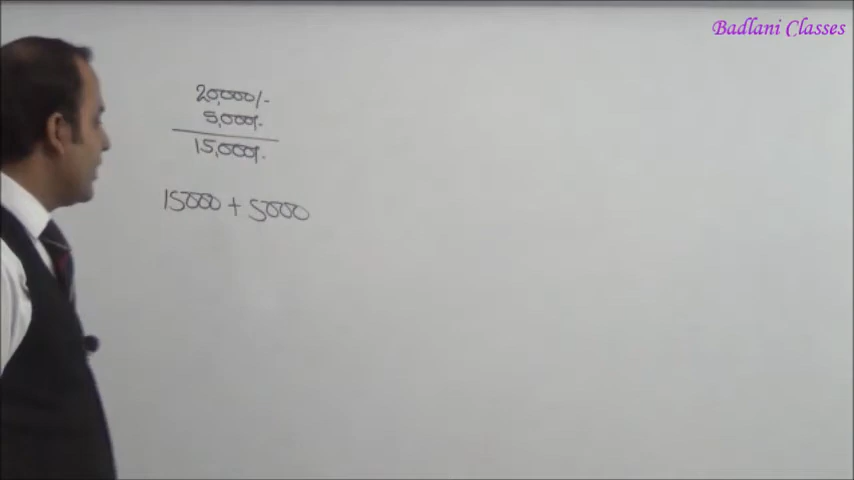 Badlani Classes
20,000/-
5,000/-
15,000/-
15000 + 5000